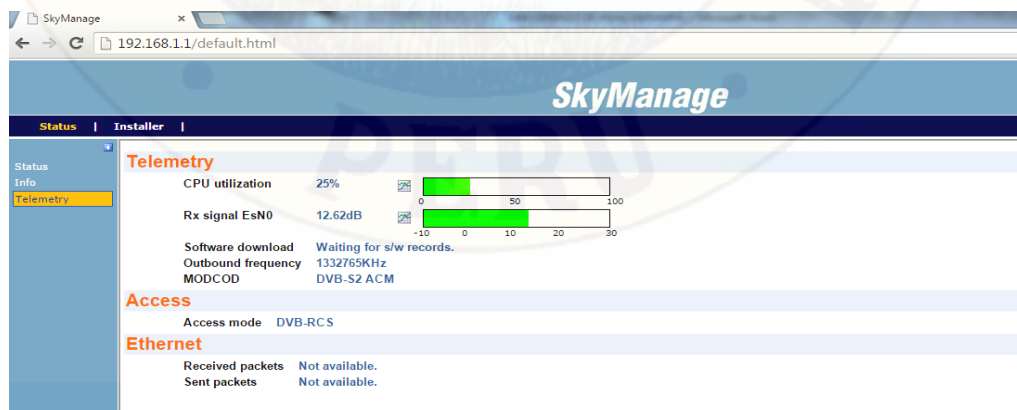 SkyManage
192.168.1.1/default.html
SkyManage
Status | Installer |
Status
Info
Telemetry
Telemetry
CPU utilization 25%
0 50 100
Rx signal EsN0 12.62dB
-10 0 10 20 30
Software download Waiting for s/w records.
Outbound frequency 1332765KHz
MODCOD DVB-S2 ACM
Access
Access mode DVB-RCS
Ethernet
Received packets Not available.
Sent packets Not available.
PERU